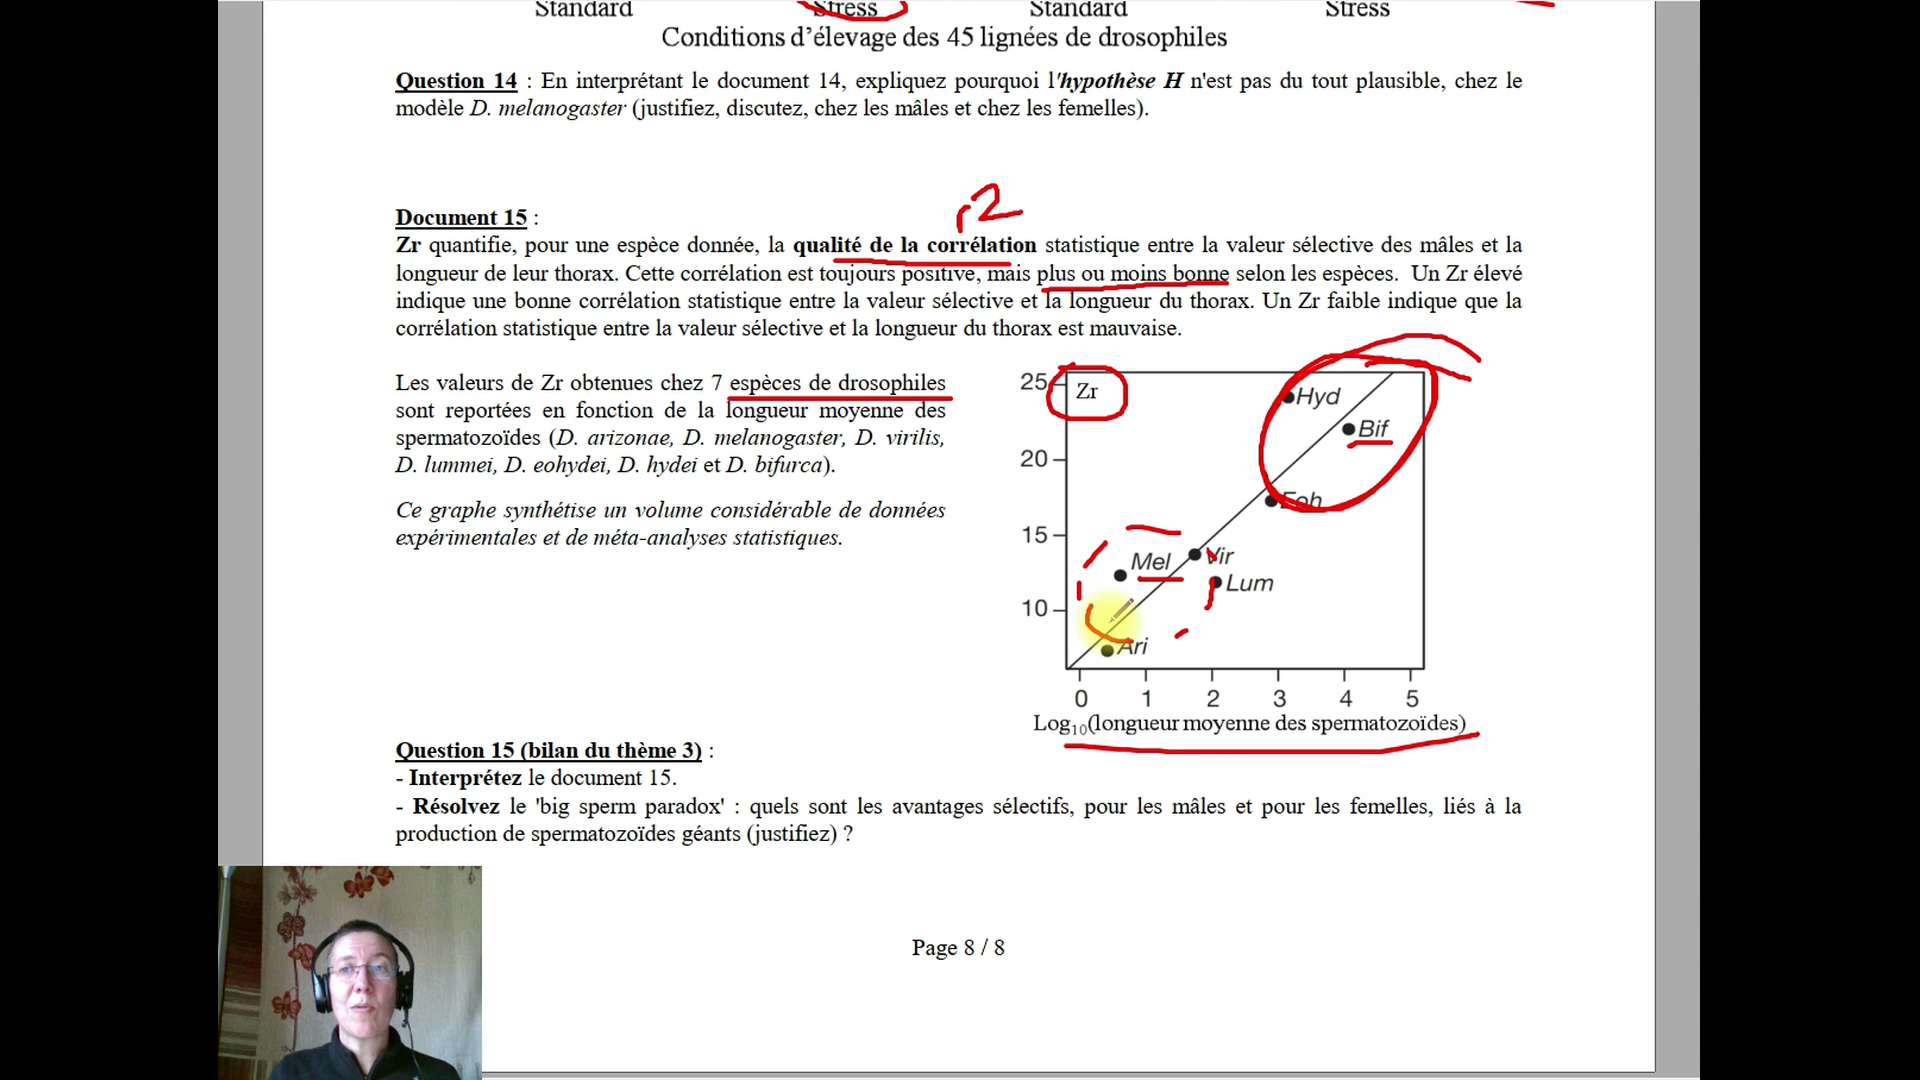 Standard Stress Standard Stress
Conditions d’élevage des 45 lignées de drosophiles
Question 14 : En interprétant le document 14, expliquez pourquoi l'hypothèse H n'est pas du tout plausible, chez le
modèle D. melanogaster (justifiez, discutez, chez les mâles et chez les femelles).
r2
Document 15 :
Zr quantifie, pour une espèce donnée, la qualité de la corrélation statistique entre la valeur sélective des mâles et la
longueur de leur thorax. Cette corrélation est toujours positive, mais plus ou moins bonne selon les espèces. Un Zr élevé
indique une bonne corrélation statistique entre la valeur sélective et la longueur du thorax. Un Zr faible indique que la
corrélation statistique entre la valeur sélective et la longueur du thorax est mauvaise.
Les valeurs de Zr obtenues chez 7 espèces de drosophiles
sont reportées en fonction de la longueur moyenne des
spermatozoïdes (D. arizonae, D. melanogaster, D. virilis,
D. lummei, D. eohydei, D. hydei et D. bifurca).
Ce graphe synthétise un volume considérable de données
expérimentales et de méta-analyses statistiques.
25 Zr
Hyd
Bif
20
Eoh
15
Vir
Mel
Lum
10
Ari
0 1 2 3 4 5
Log10(longueur moyenne des spermatozoïdes)
Question 15 (bilan du thème 3) :
- Interprétez le document 15.
- Résolvez le 'big sperm paradox' : quels sont les avantages sélectifs, pour les mâles et pour les femelles, liés à la
production de spermatozoïdes géants (justifiez) ?
Page 8 / 8